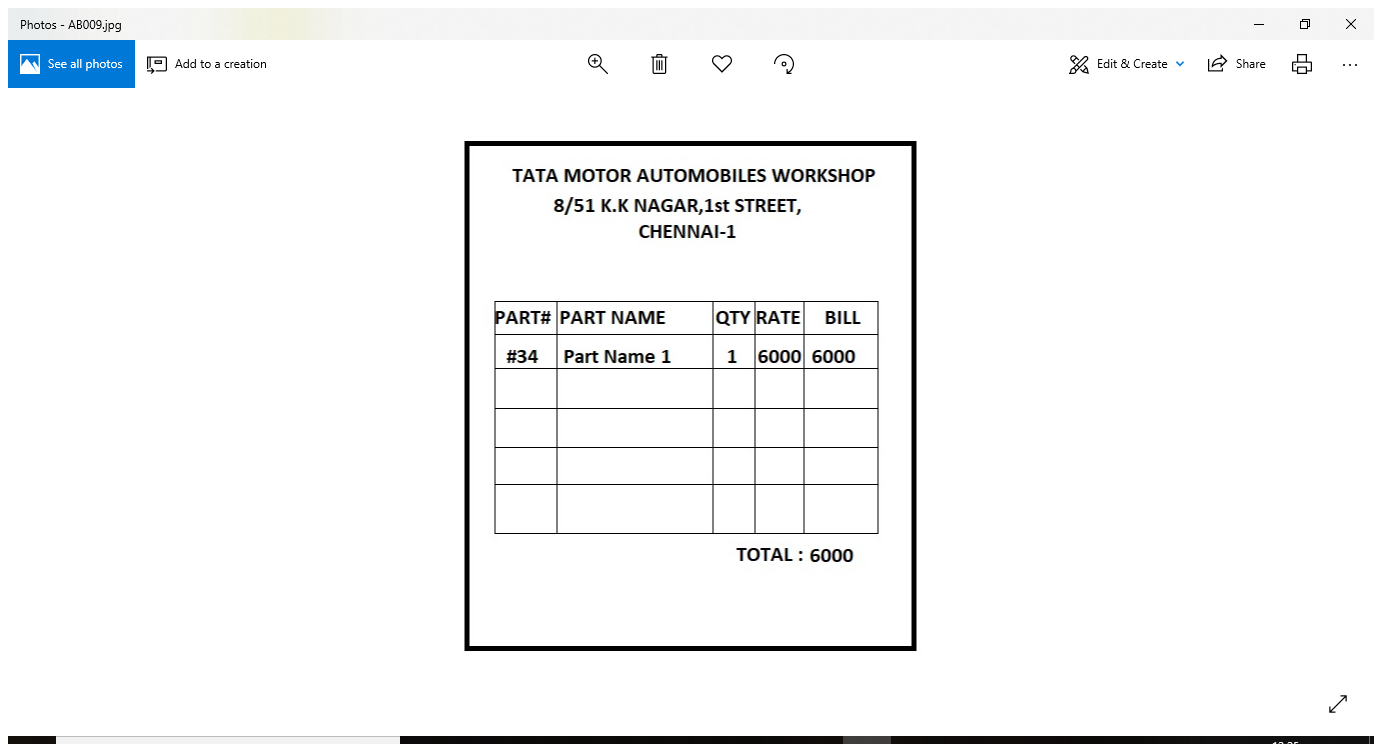 Photos - AB009.jpg
See all photos
Add to a creation
Edit & Create
Share
TATA MOTOR AUTOMOBILES WORKSHOP
8/51 K.K NAGAR,1st STREET,
CHENNAI-1
PART# PART NAME QTY RATE BILL
#34 Part Name 1 1 6000 6000
TOTAL : 6000